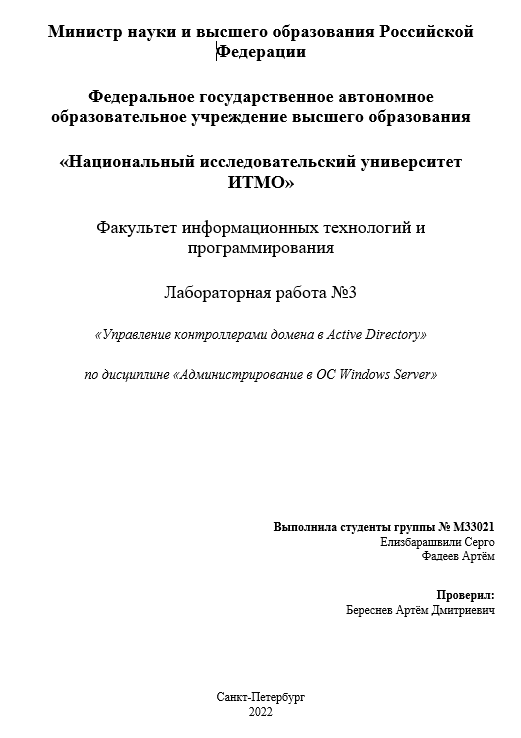 Министр науки и высшего образования Российской
Федерации
Федеральное государственное автономное
образовательное учреждение высшего образования
«Национальный исследовательский университет
ИТМО»
Факультет информационных технологий и
программирования
Лабораторная работа №3
«Управление контроллерами домена в Active Directory»
по дисциплине «Администрирование в ОС Windows Server»
Выполнила студенты группы № M33021
Елизбарашвили Серго
Фадеев Артём
Проверил:
Береснев Артём Дмитриевич
Санкт-Петербург
2022